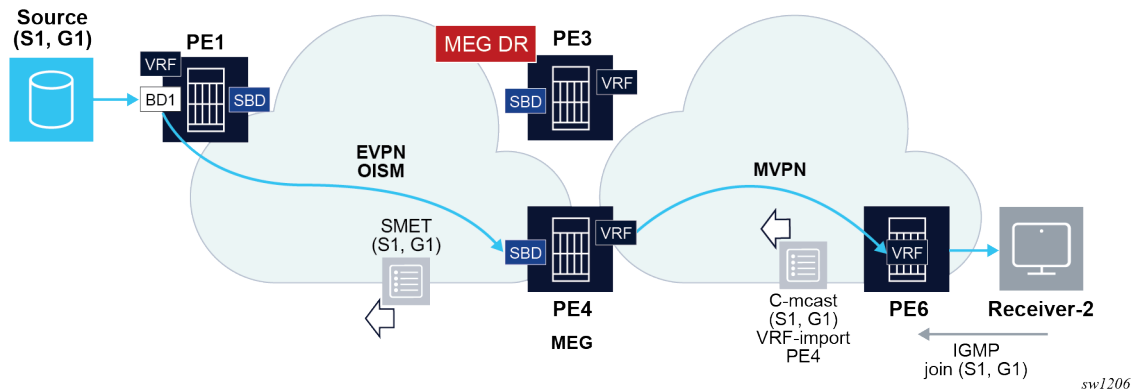 Source
(S1, G1)
PE1
VRF
BD1
SBD
MEG DR
PE3
VRF
SBD
EVPN
OISM
MVPN
SMET
(S1, G1)
VRF
SBD
PE4
MEG
C-mcast
(S1, G1)
VRF-import
PE4
VRF
PE6
Receiver-2
IGMP
join (S1, G1)
sw1206